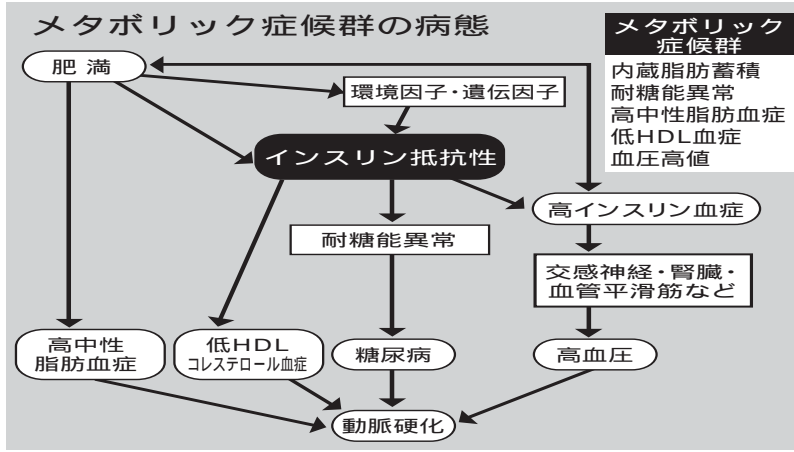 メタボリック症候群の病態
メタボリック
症候群
内蔵脂肪蓄積
耐糖能異常
高中性脂肪血症
低HDL血症
血圧高値
肥満
環境因子・遺伝因子
インスリン抵抗性
高インスリン血症
耐糖能異常
交感神経・腎臓・
血管平滑筋など
高中性
脂肪血症
低HDL
コレステロール血症
糖尿病
高血圧
動脈硬化